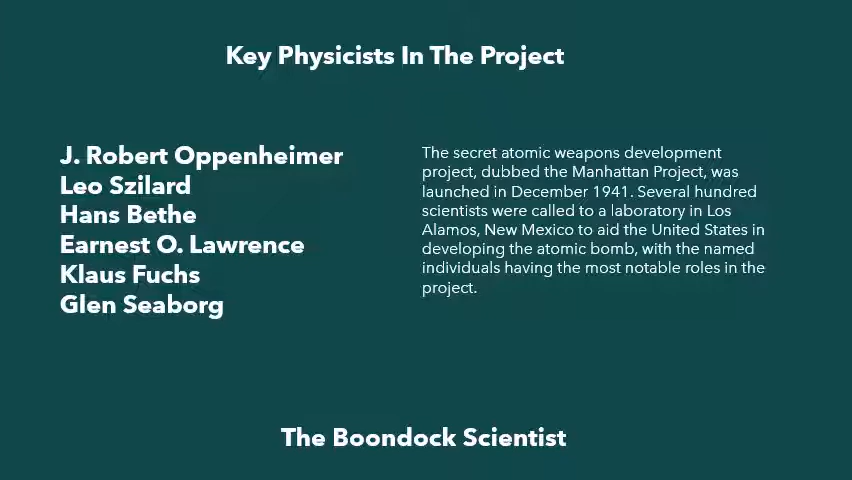 Key Physicists In The Project
J. Robert Oppenheimer
Leo Szilard
Hans Bethe
Earnest O. Lawrence
Klaus Fuchs
Glen Seaborg
The secret atomic weapons development
project, dubbed the Manhattan Project, was
launched in December 1941. Several hundred
scientists were called to a laboratory in Los
Alamos, New Mexico to aid the United States in
developing the atomic bomb, with the named
individuals having the most notable roles in the
project.
The Boondock Scientist